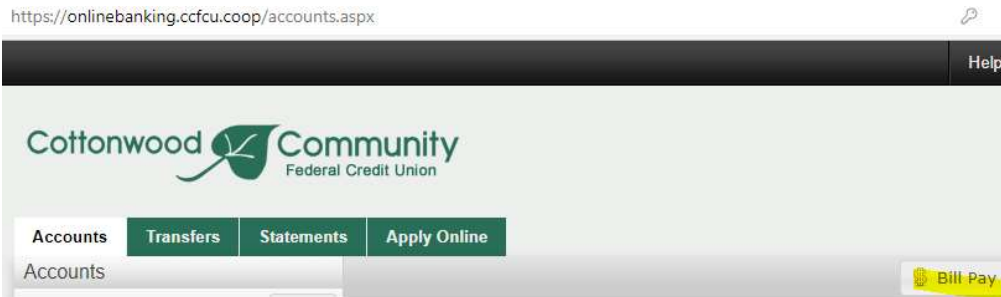 https://onlinebanking.ccfcu.coop/accounts.aspx
Help
Cottonwood Community
Federal Credit Union
Accounts Transfers Statements Apply Online
Accounts
Bill Pay